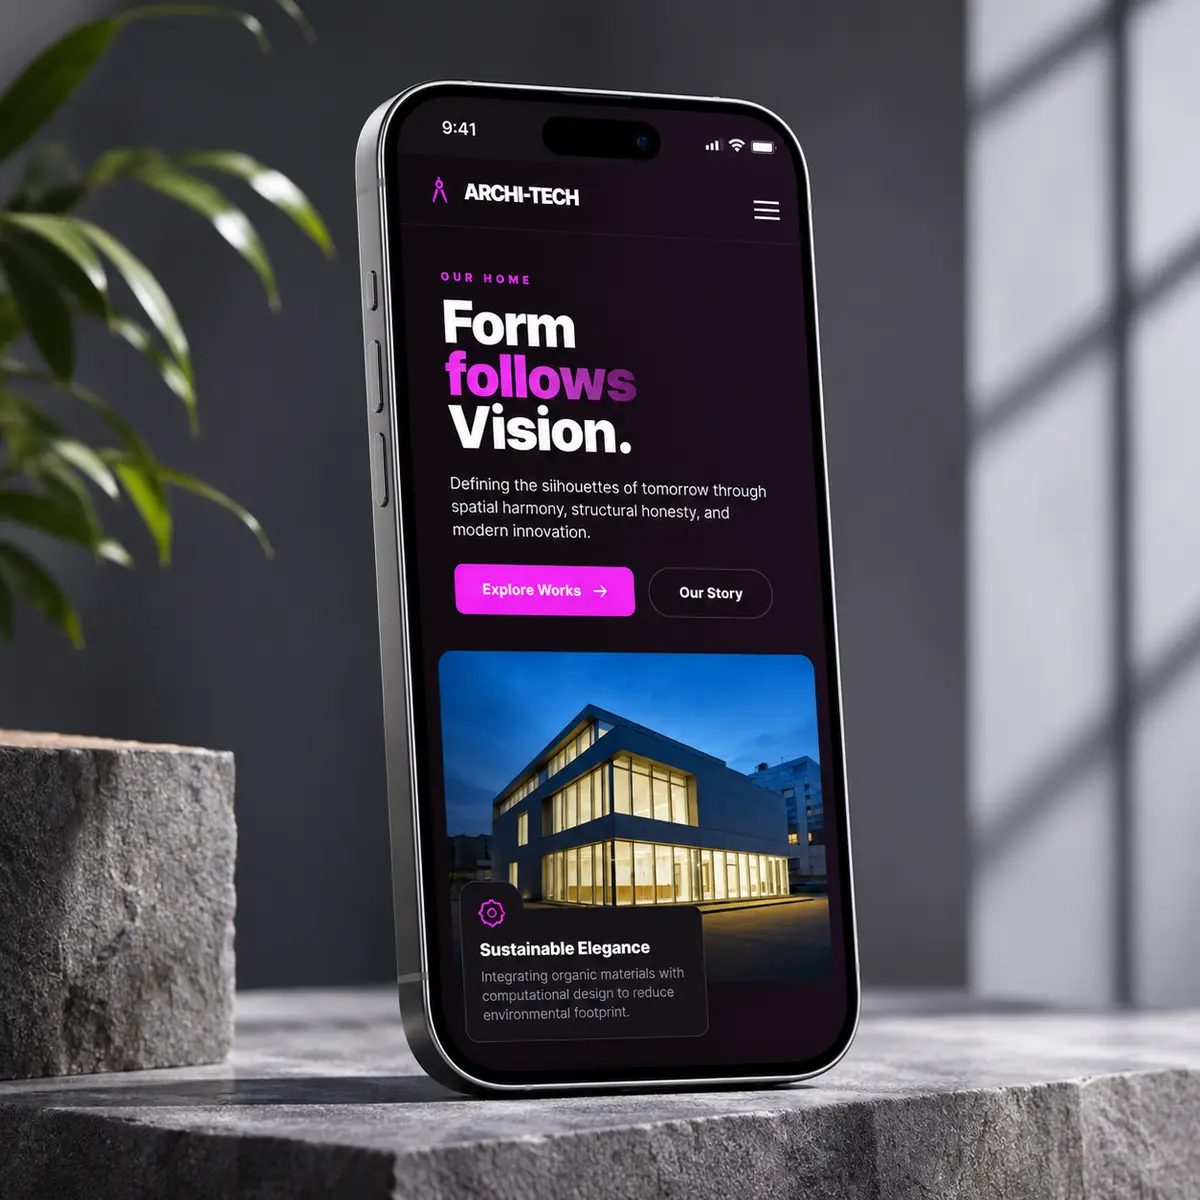 9:41
ARCHI-TECH
OUR HOME
Form
follows
Vision.
Defining the silhouettes of tomorrow through
spatial harmony, structural honesty, and
modern innovation.
Explore Works →
Our Story
Sustainable Elegance
Integrating organic materials with
computational design to reduce
environmental footprint.